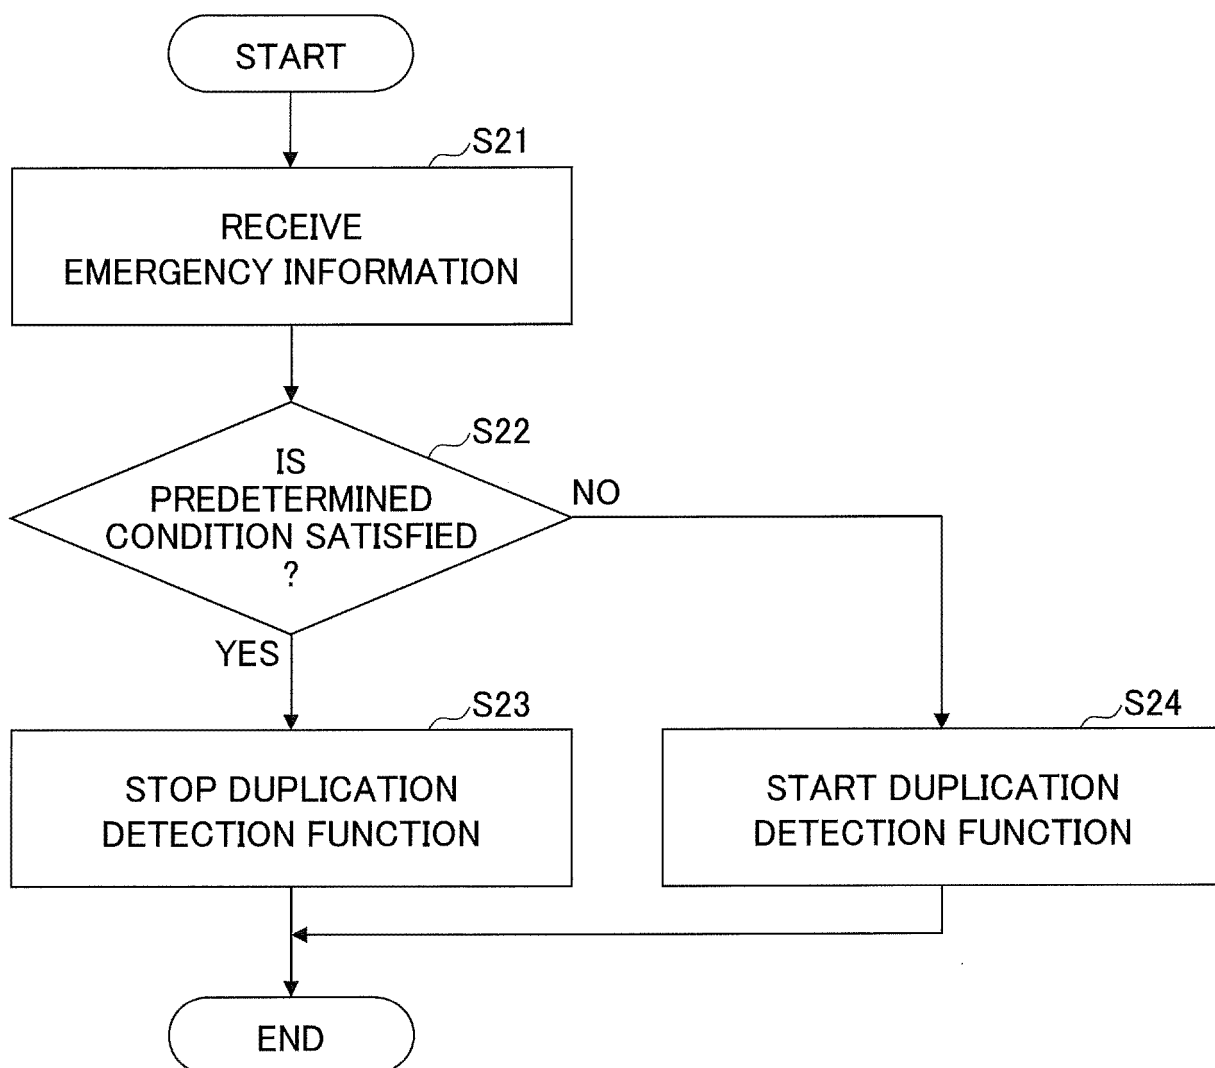 START
S21
RECEIVE
EMERGENCY INFORMATION
S22
IS
PREDETERMINED
CONDITION SATISFIED
?
NO
YES
S23
STOP DUPLICATION
DETECTION FUNCTION
S24
START DUPLICATION
DETECTION FUNCTION
END